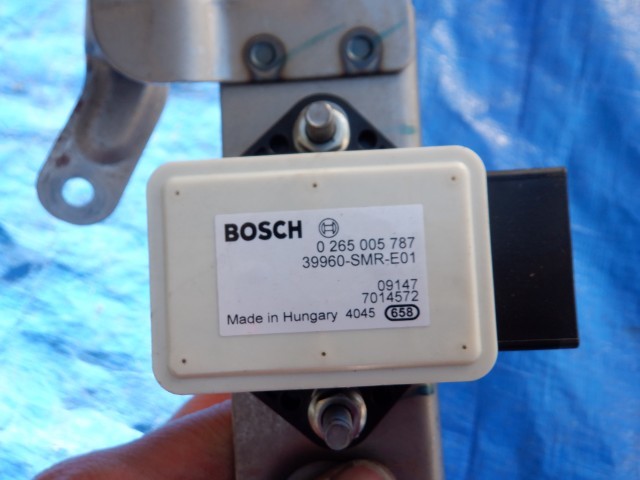 BOSCH
0 265 005 787
39960-SMR-E01
09147
7014572
Made in Hungary 4045 658